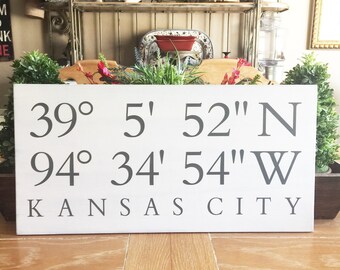 39° 5' 52" N
94° 34' 54" W
KANSAS CITY